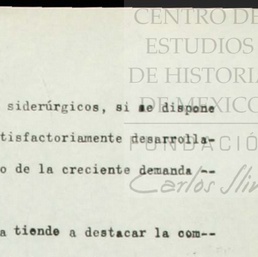 CENTRO DE
ESTUDIOS
DE HISTORIA
DE MEXICO
FUNDACIÓ
Carlos Slim
siderúrgicos, si se dispone
tisfactoriamente desarrolla-
o de la creciente demanda --
a tiende a destacar la com--